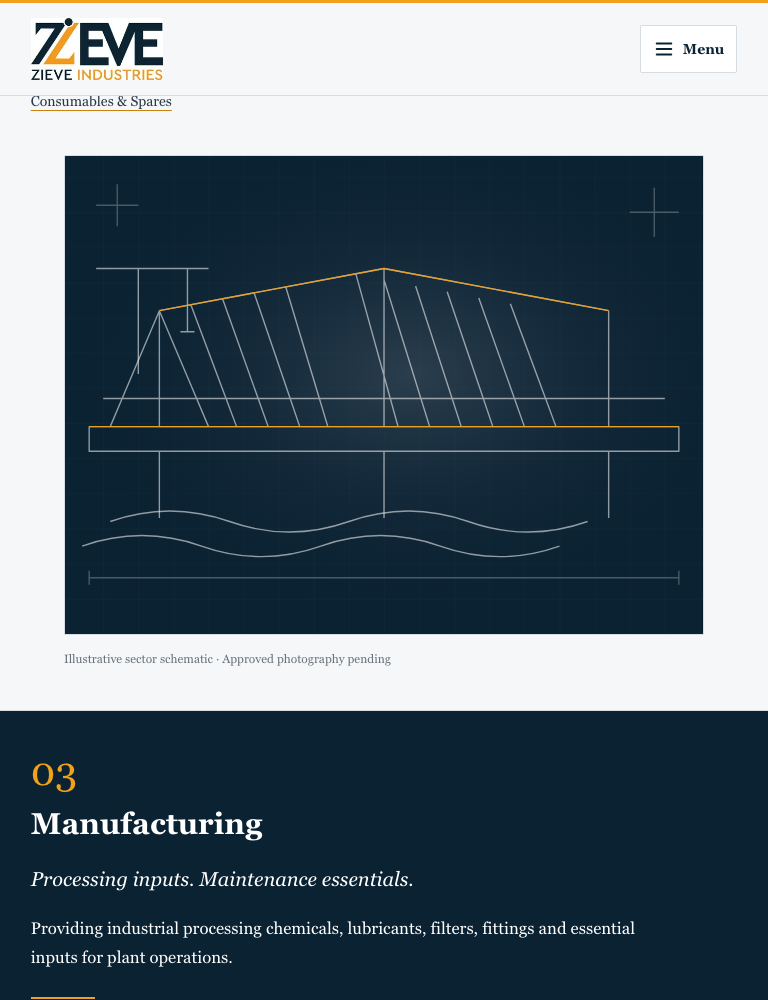 ZIEVE
ZIEVE INDUSTRIES
Menu
Consumables & Spares
Illustrative sector schematic · Approved photography pending
03
Manufacturing
Processing inputs. Maintenance essentials.
Providing industrial processing chemicals, lubricants, filters, fittings and essential
inputs for plant operations.